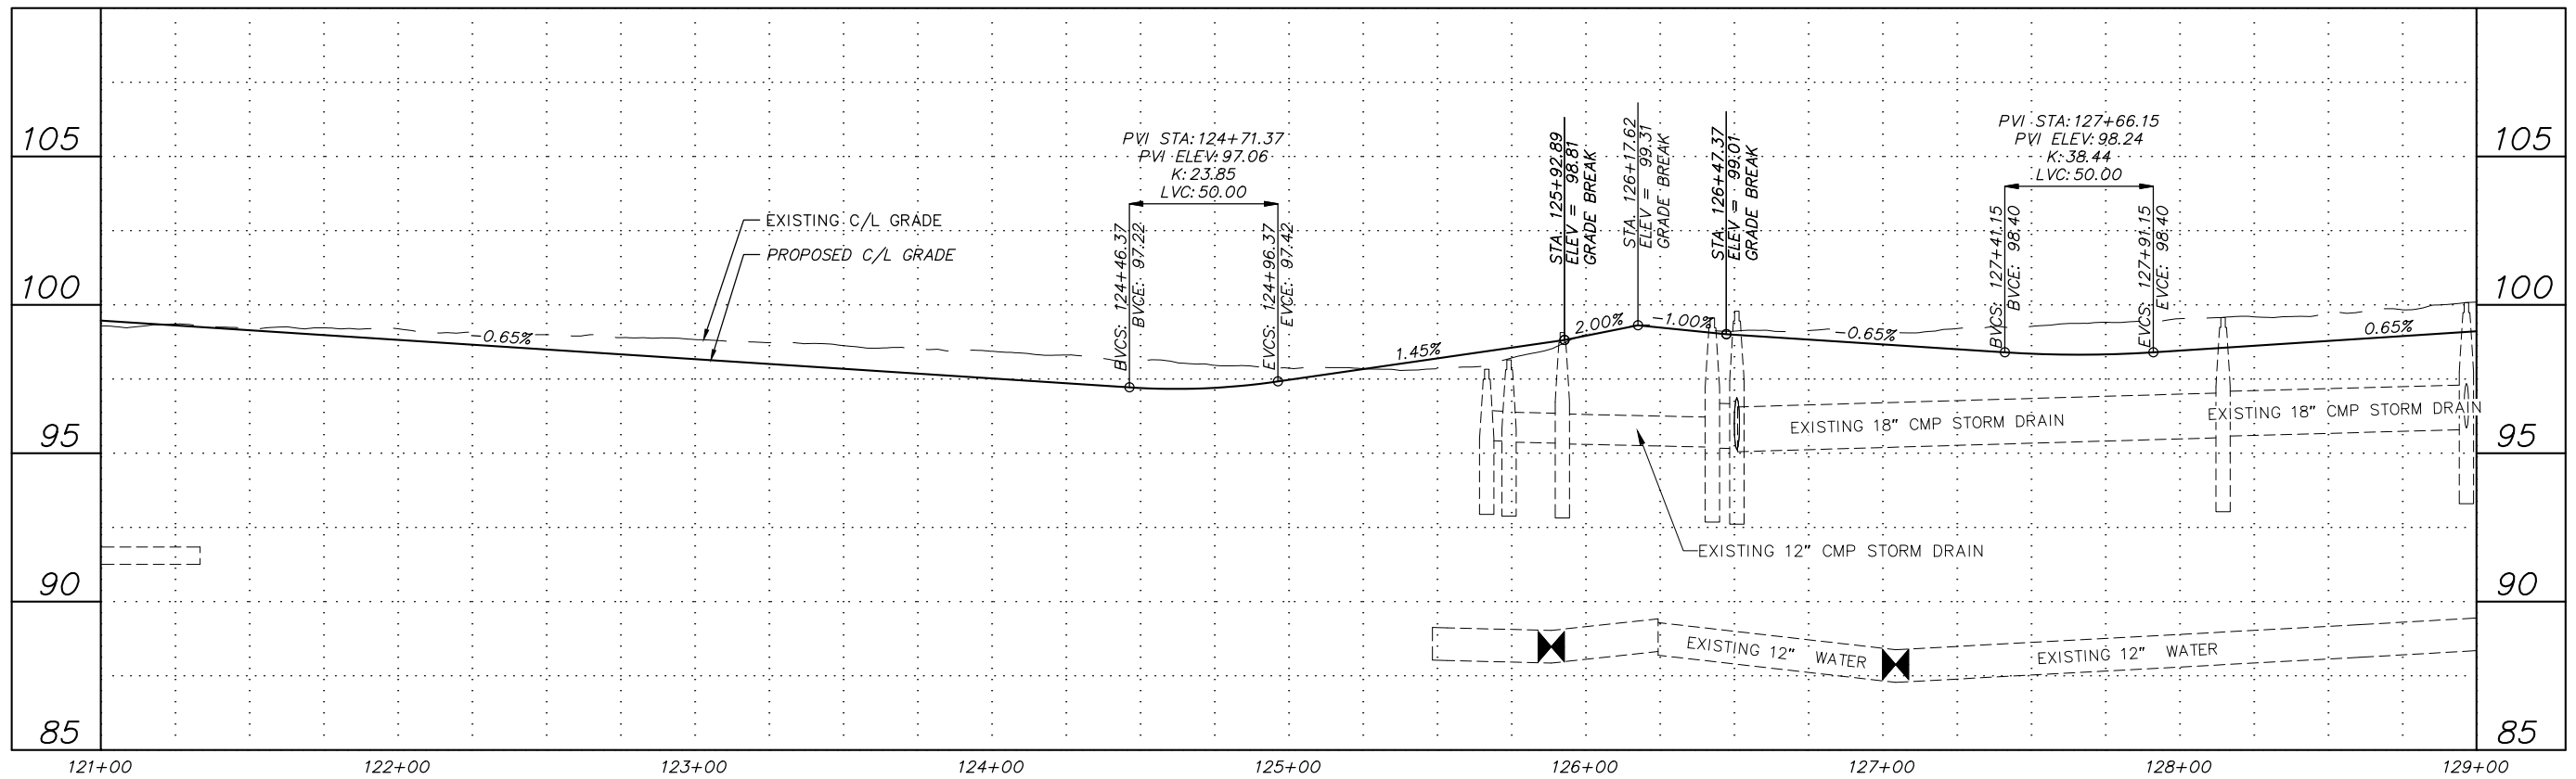 105
100
95
90
85
PVI STA: 124+71.37
PVI ELEV: 97.06
K: 23.85
LVC: 50.00
BVCS: 124+46.37
BVCE: 97.22
EVCS: 124+96.37
EVCE: 97.42
EXISTING C/L GRADE
PROPOSED C/L GRADE
-0.65%
1.45%
STA. 125+92.89
ELEV = 98.81
GRADE BREAK
2.00%
STA. 126+17.62
ELEV = 99.31
GRADE BREAK
-1.00%
STA. 126+47.37
ELEV = 99.01
GRADE BREAK
-0.65%
PVI STA: 127+66.15
PVI ELEV: 98.24
K: 38.44
LVC: 50.00
BVCS: 127+41.15
BVCE: 98.40
EVCS: 127+91.15
EVCE: 98.40
0.65%
EXISTING 18" CMP STORM DRAIN
EXISTING 18" CMP STORM DRAIN
EXISTING 12" CMP STORM DRAIN
EXISTING 12" WATER
EXISTING 12" WATER
105
100
95
90
85
121+00
122+00
123+00
124+00
125+00
126+00
127+00
128+00
129+00